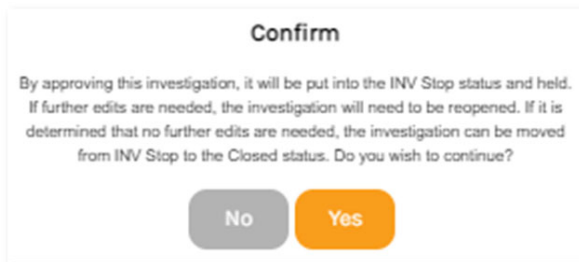 Confirm
By approving this investigation, it will be put into the INV Stop status and held.
If further edits are needed, the investigation will need to be reopened. If it is
determined that no further edits are needed, the investigation can be moved
from INV Stop to the Closed status. Do you wish to continue?
No Yes